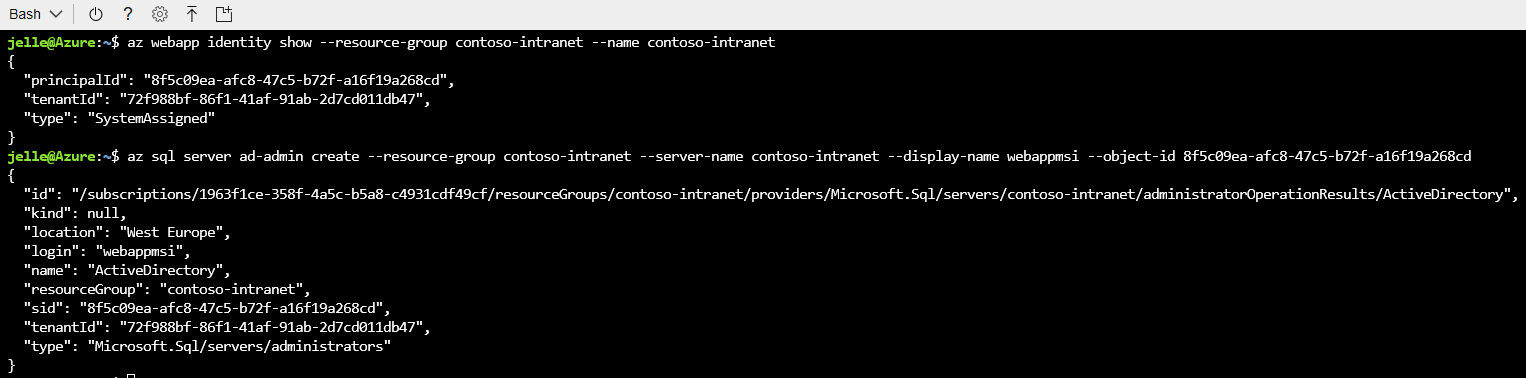 Bash
jelle@Azure:~$ az webapp identity show --resource-group contoso-intranet --name contoso-intranet
{
  "principalId": "8f5c09ea-afc8-47c5-b72f-a16f19a268cd",
  "tenantId": "72f988bf-86f1-41af-91ab-2d7cd011db47",
  "type": "SystemAssigned"
}
jelle@Azure:~$ az sql server ad-admin create --resource-group contoso-intranet --server-name contoso-intranet --display-name webappmsi --object-id 8f5c09ea-afc8-47c5-b72f-a16f19a268cd
{
  "id": "/subscriptions/1963f1ce-358f-4a5c-b5a8-c4931cdf49cf/resourceGroups/contoso-intranet/providers/Microsoft.Sql/servers/contoso-intranet/administratorOperationResults/ActiveDirectory",
  "kind": null,
  "location": "West Europe",
  "login": "webappmsi",
  "name": "ActiveDirectory",
  "resourceGroup": "contoso-intranet",
  "sid": "8f5c09ea-afc8-47c5-b72f-a16f19a268cd",
  "tenantId": "72f988bf-86f1-41af-91ab-2d7cd011db47",
  "type": "Microsoft.Sql/servers/administrators"
}